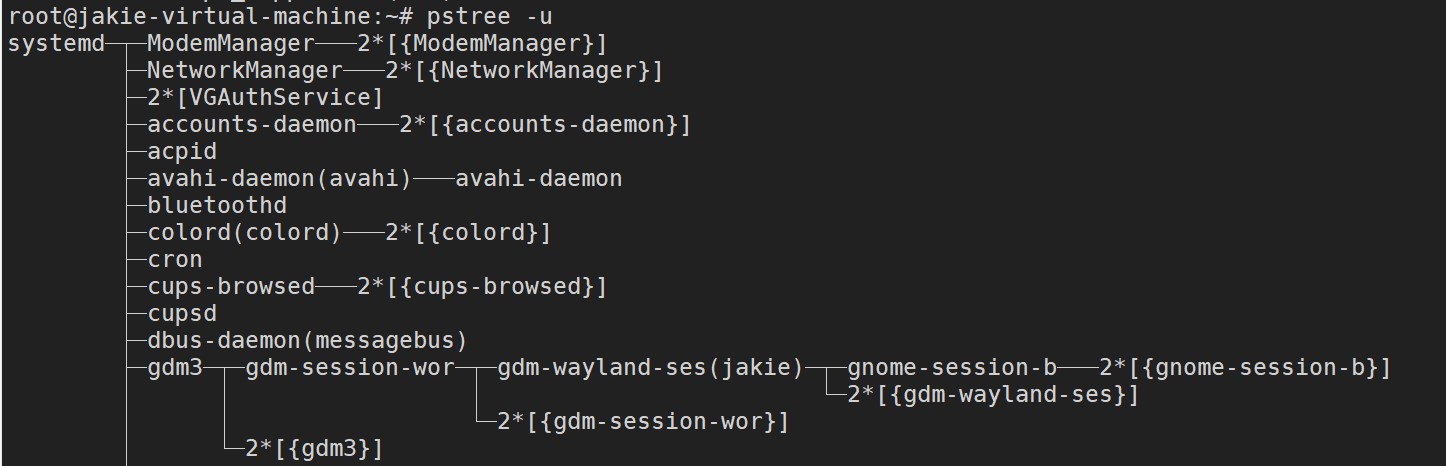 root@jakie-virtual-machine:~# pstree -u
systemd─┬─ModemManager───2*[{ModemManager}]
        ├─NetworkManager───2*[{NetworkManager}]
        ├─2*[VGAuthService]
        ├─accounts-daemon───2*[{accounts-daemon}]
        ├─acpid
        ├─avahi-daemon(avahi)───avahi-daemon
        ├─bluetoothd
        ├─colord(colord)───2*[{colord}]
        ├─cron
        ├─cups-browsed───2*[{cups-browsed}]
        ├─cupsd
        ├─dbus-daemon(messagebus)
        ├─gdm3─┬─gdm-session-wor─┬─gdm-wayland-ses(jakie)─┬─gnome-session-b───2*[{gnome-session-b}]
        │      │                 │                        └─2*[{gdm-wayland-ses}]
        │      │                 └─2*[{gdm-session-wor}]
        │      └─2*[{gdm3}]